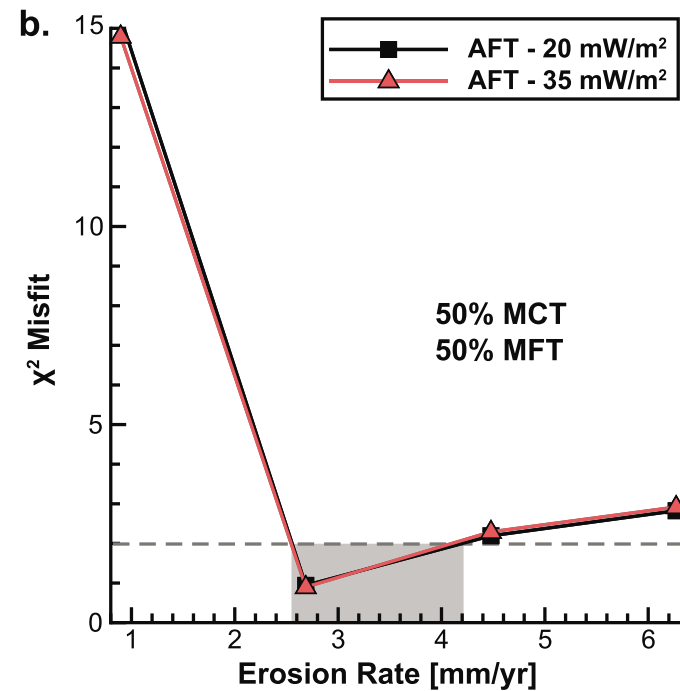 b.
AFT - 20 mW/m²
AFT - 35 mW/m²
15
10
5
0
χ² Misfit
50% MCT
50% MFT
1 2 3 4 5 6
Erosion Rate [mm/yr]